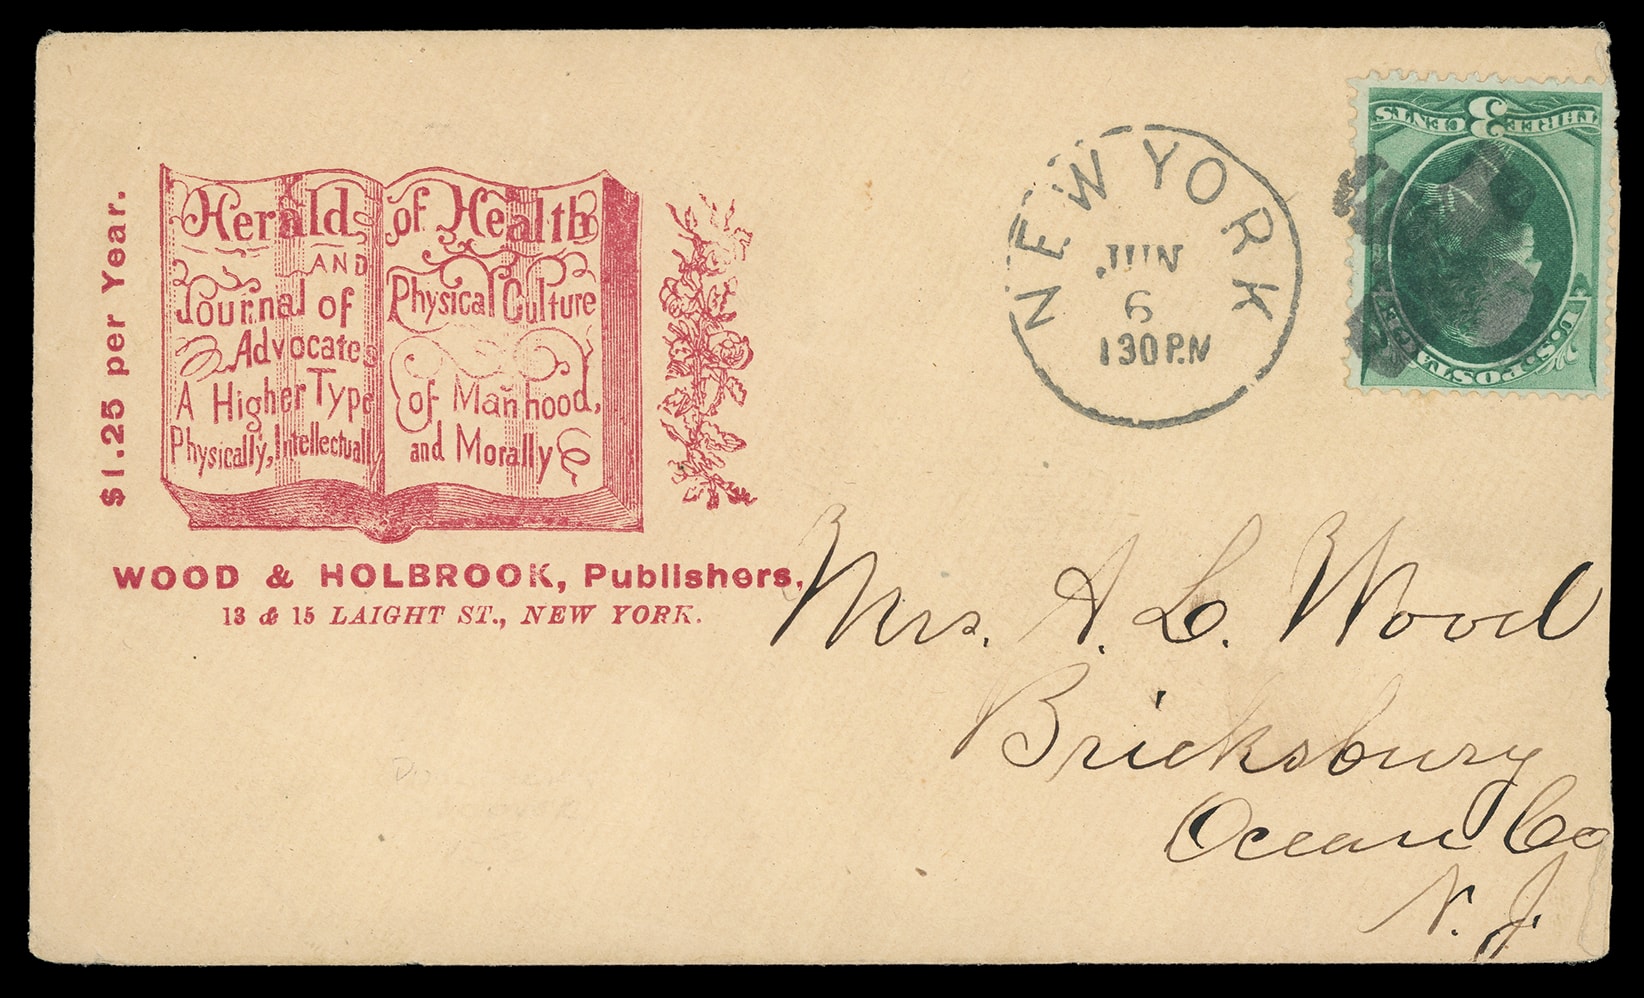 $1.25 per Year.
Herald of Health
AND
Journal of Physical Culture
Advocates
A Higher Type of Manhood,
Physically, Intellectually and Morally
WOOD & HOLBROOK, Publishers,
13 & 15 LAIGHT ST., NEW YORK.
NEW YORK
JUN
6
130 P.M
THREE 3 CENTS
U.S. POSTAGE
Mrs. A. L. Wood
Bricksbury
Ocean Co
N. J.